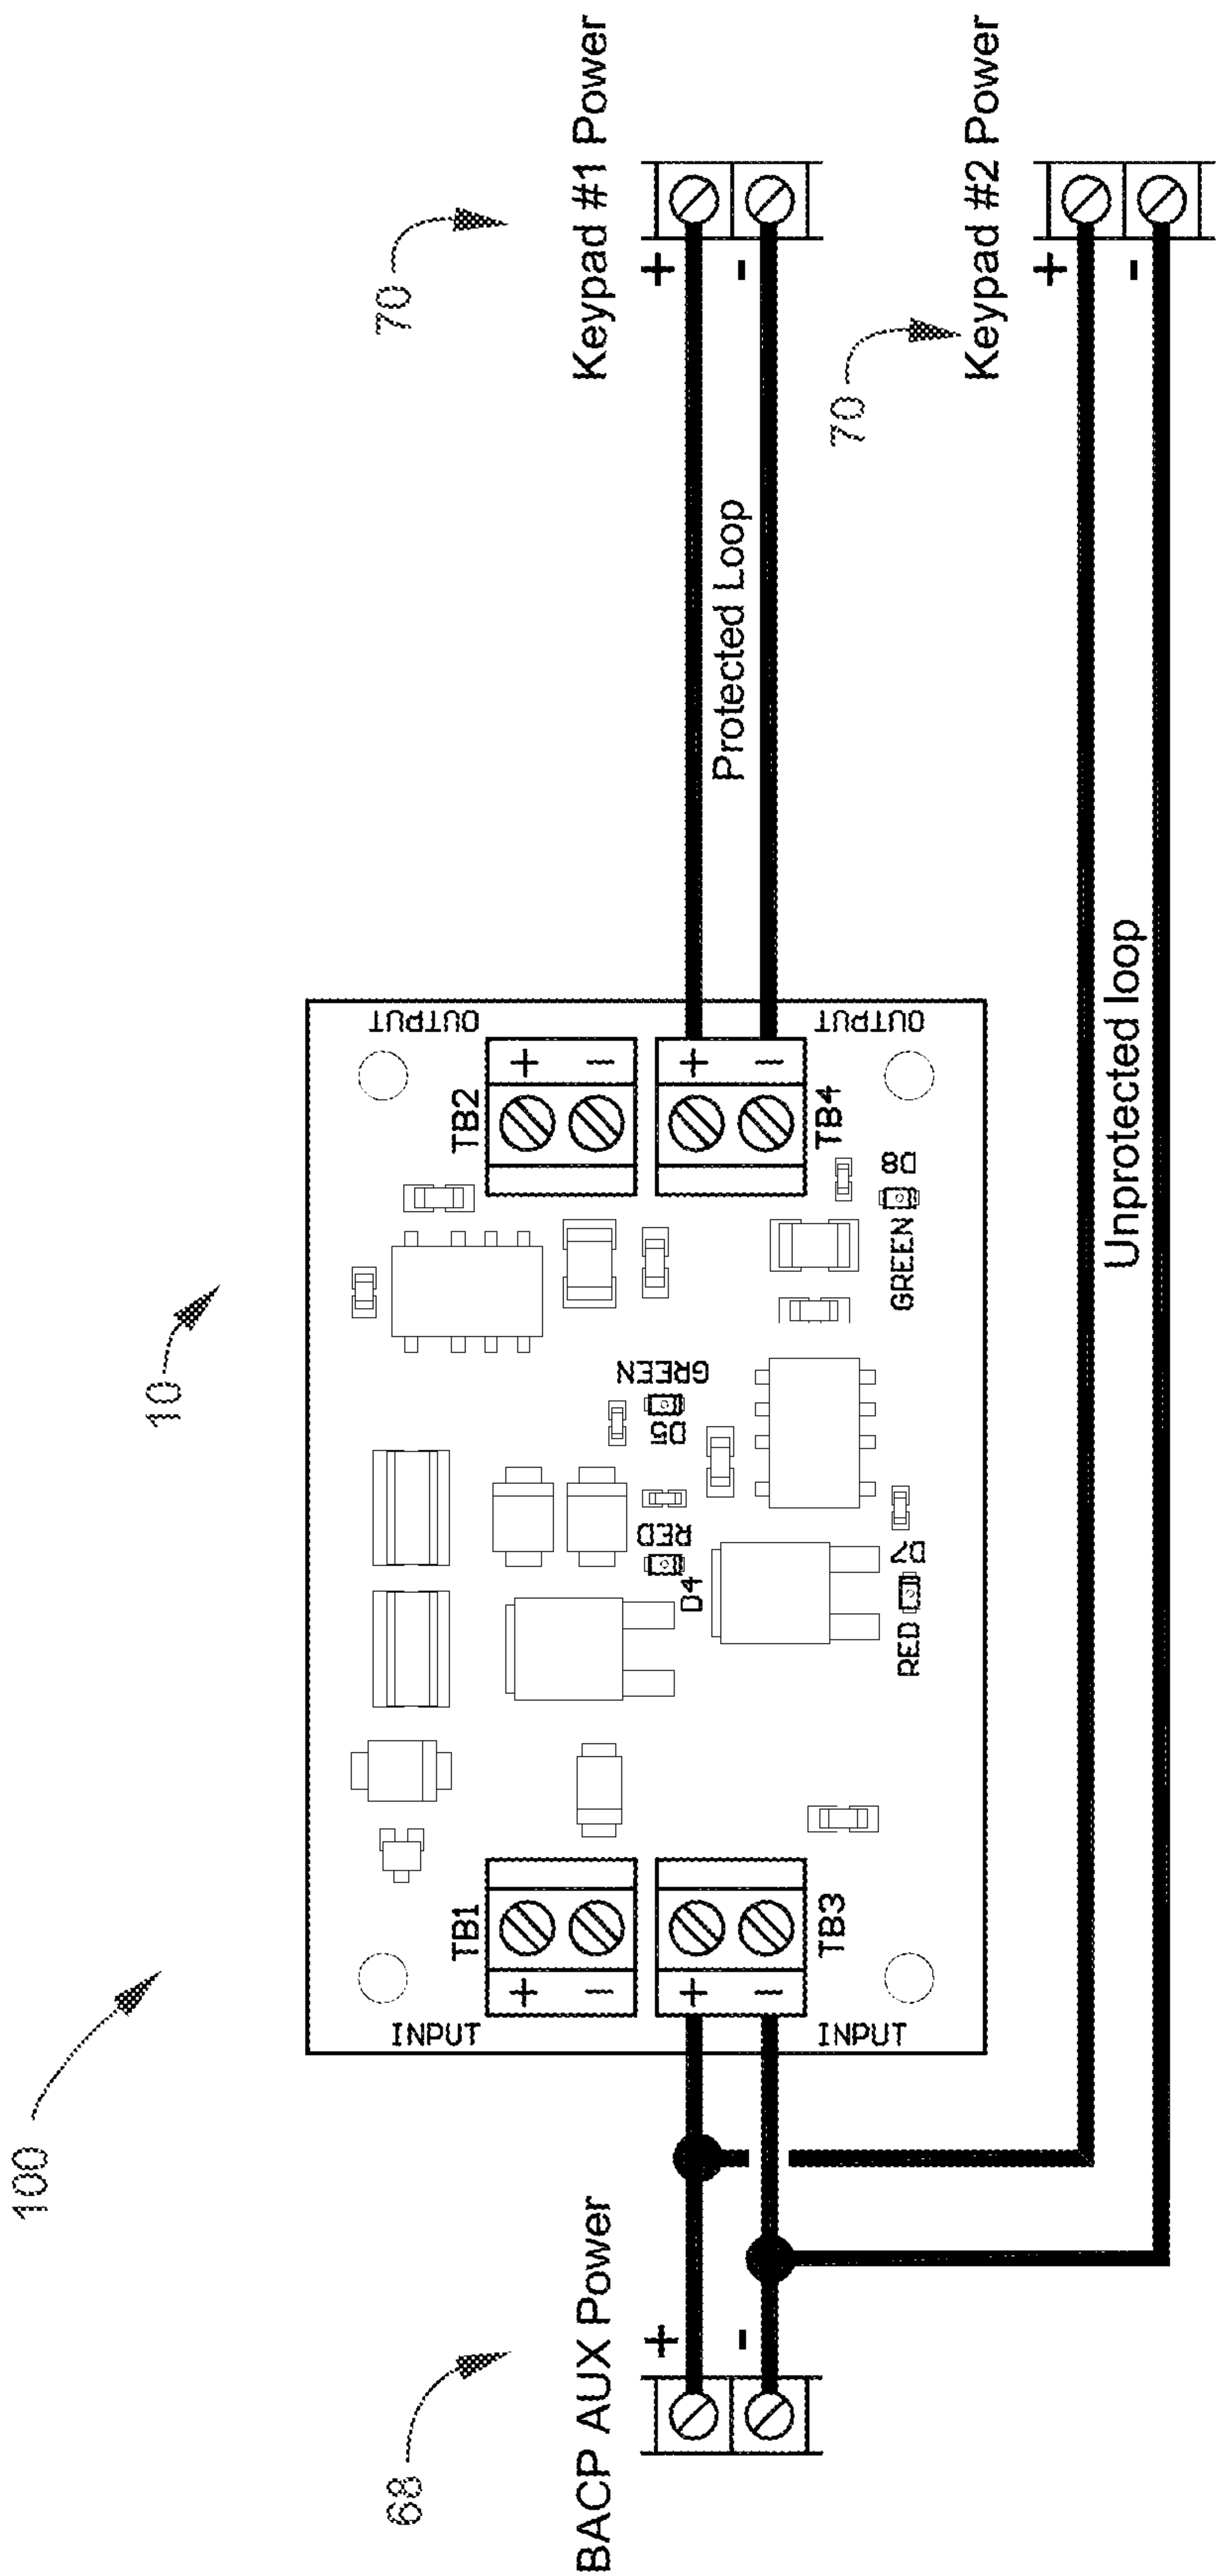 100
10
68
BACP AUX Power
+
-
70
Keypad #1 Power
+
-
70
Keypad #2 Power
+
-
INPUT
TB1
+
-
OUTPUT
TB2
+
-
INPUT
TB3
+
-
OUTPUT
TB4
+
-
D4
RED
D5
GREEN
RED
D7
GREEN
D8
Protected Loop
Unprotected loop